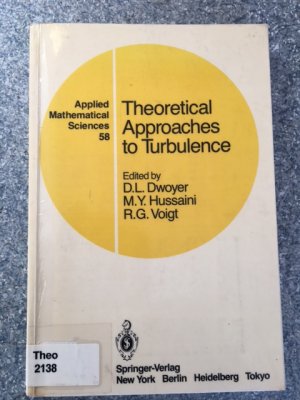 Applied
Mathematical
Sciences
58
Theoretical
Approaches
to Turbulence
Edited by
D.L. Dwoyer
M.Y. Hussaini
R.G. Voigt
Springer-Verlag
New York Berlin Heidelberg Tokyo
Theo
2138